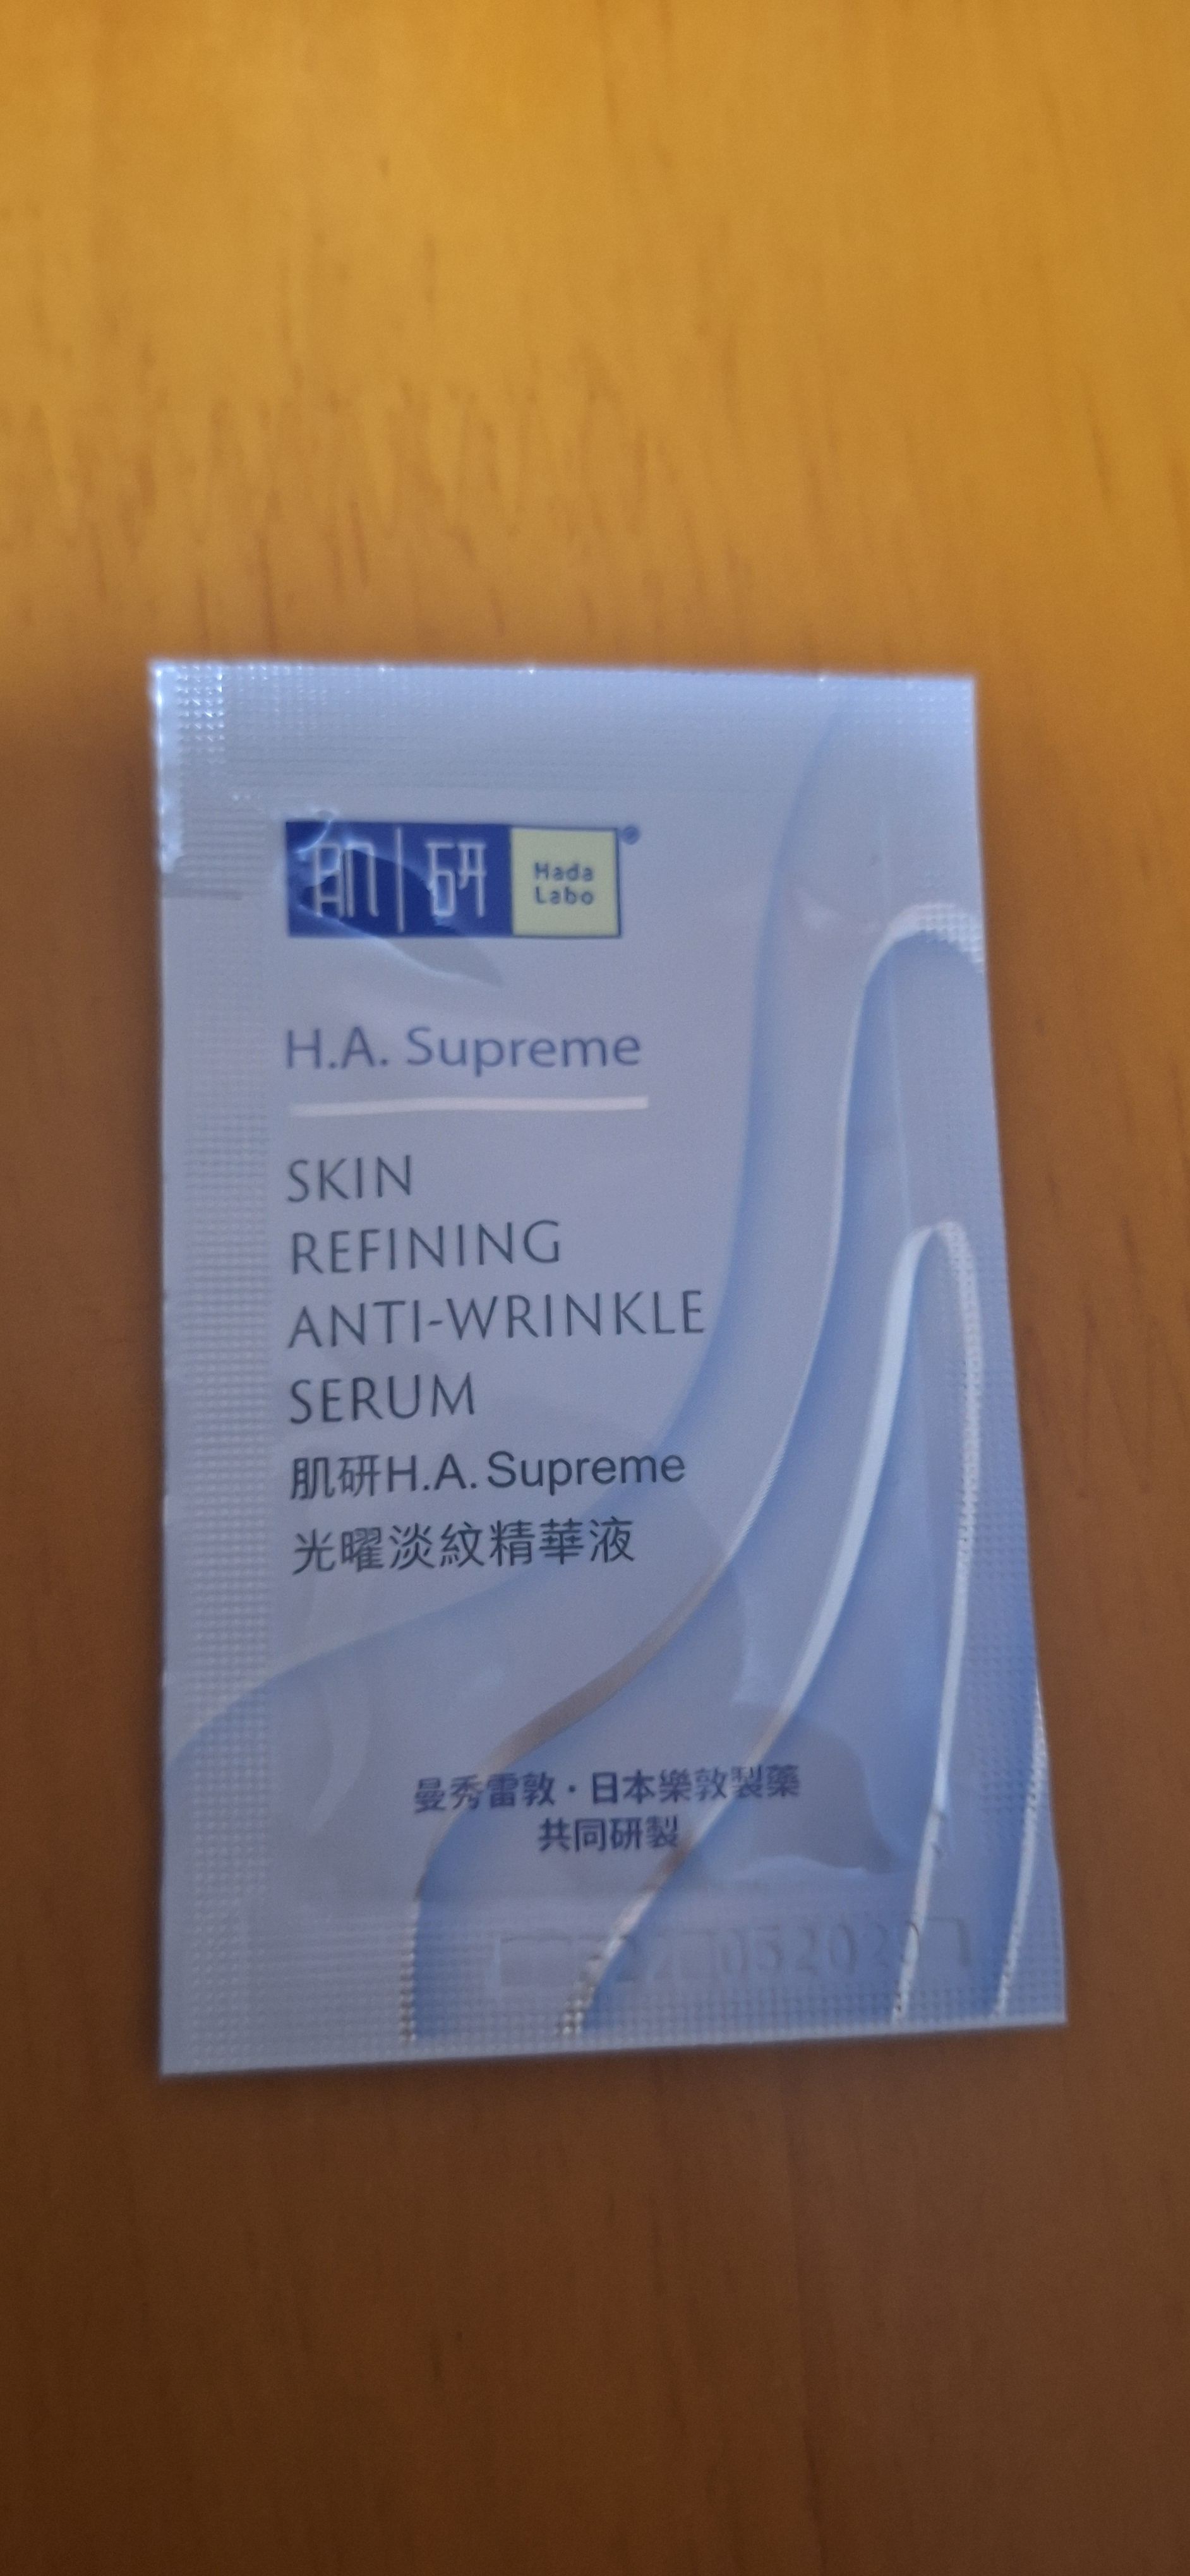 肌研 Hada Labo®
H.A. Supreme
SKIN
REFINING
ANTI-WRINKLE
SERUM
肌研H.A. Supreme
光曜淡紋精華液
曼秀雷敦・日本樂敦製藥
共同研製